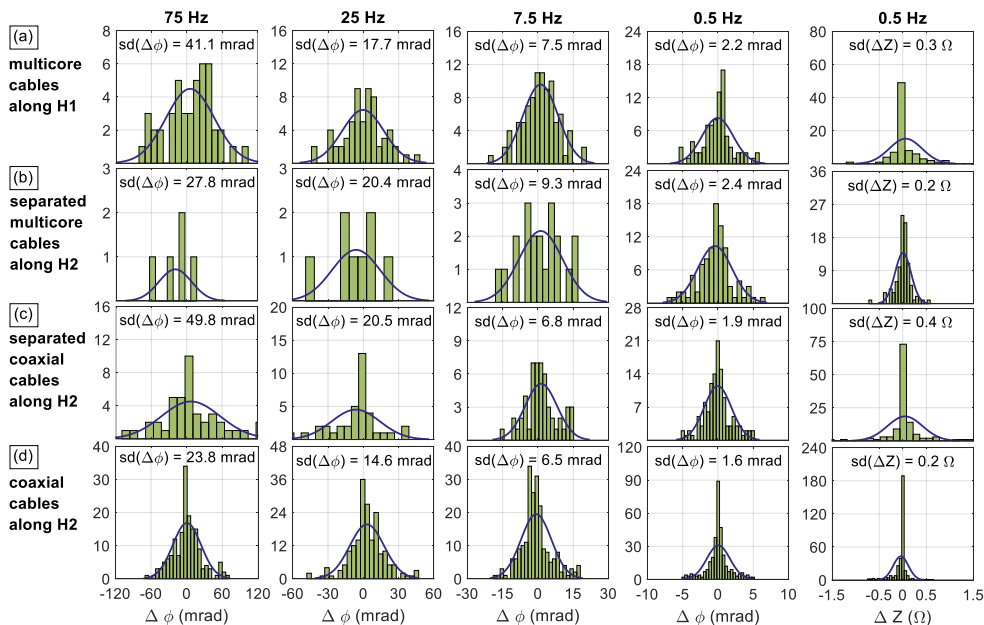 75 Hz 25 Hz 7.5 Hz 0.5 Hz 0.5 Hz
(a)
multicore
cables
along H1
8 6 4 2
sd(Δϕ) = 41.1 mrad
16 12 8 4
sd(Δϕ) = 17.7 mrad
16 12 8 4 0
sd(Δϕ) = 7.5 mrad
24 18 12 6
sd(Δϕ) = 2.2 mrad
80 60 40 20 0
sd(ΔZ) = 0.3 Ω
(b)
separated
multicore
cables
along H2
3 2 1
sd(Δϕ) = 27.8 mrad
3 2 1
sd(Δϕ) = 20.4 mrad
4 3 2 1
sd(Δϕ) = 9.3 mrad
24 18 12 6
sd(Δϕ) = 2.4 mrad
36 27 18 9
sd(ΔZ) = 0.2 Ω
(c)
separated
coaxial
cables
along H2
16 12 8 4
sd(Δϕ) = 49.8 mrad
20 15 10 5 0
sd(Δϕ) = 20.5 mrad
12 9 6 3
sd(Δϕ) = 6.8 mrad
28 21 14 7
sd(Δϕ) = 1.9 mrad
100 75 50 25 0
sd(ΔZ) = 0.4 Ω
(d)
coaxial
cables
along H2
40 30 20 10 0
sd(Δϕ) = 23.8 mrad
48 36 24 12 0
sd(Δϕ) = 14.6 mrad
40 30 20 10 0
sd(Δϕ) = 6.5 mrad
120 90 60 30 0
sd(Δϕ) = 1.6 mrad
240 180 120 60 0
sd(ΔZ) = 0.2 Ω
-120 -60 0 60 120
-60 -30 0 30 60
-30 -15 0 15 30
-10 -5 0 5 10
-1.5 -0.5 0.5 1.5
Δ ϕ (mrad) Δ ϕ (mrad) Δ ϕ (mrad) Δ ϕ (mrad) Δ Z (Ω)